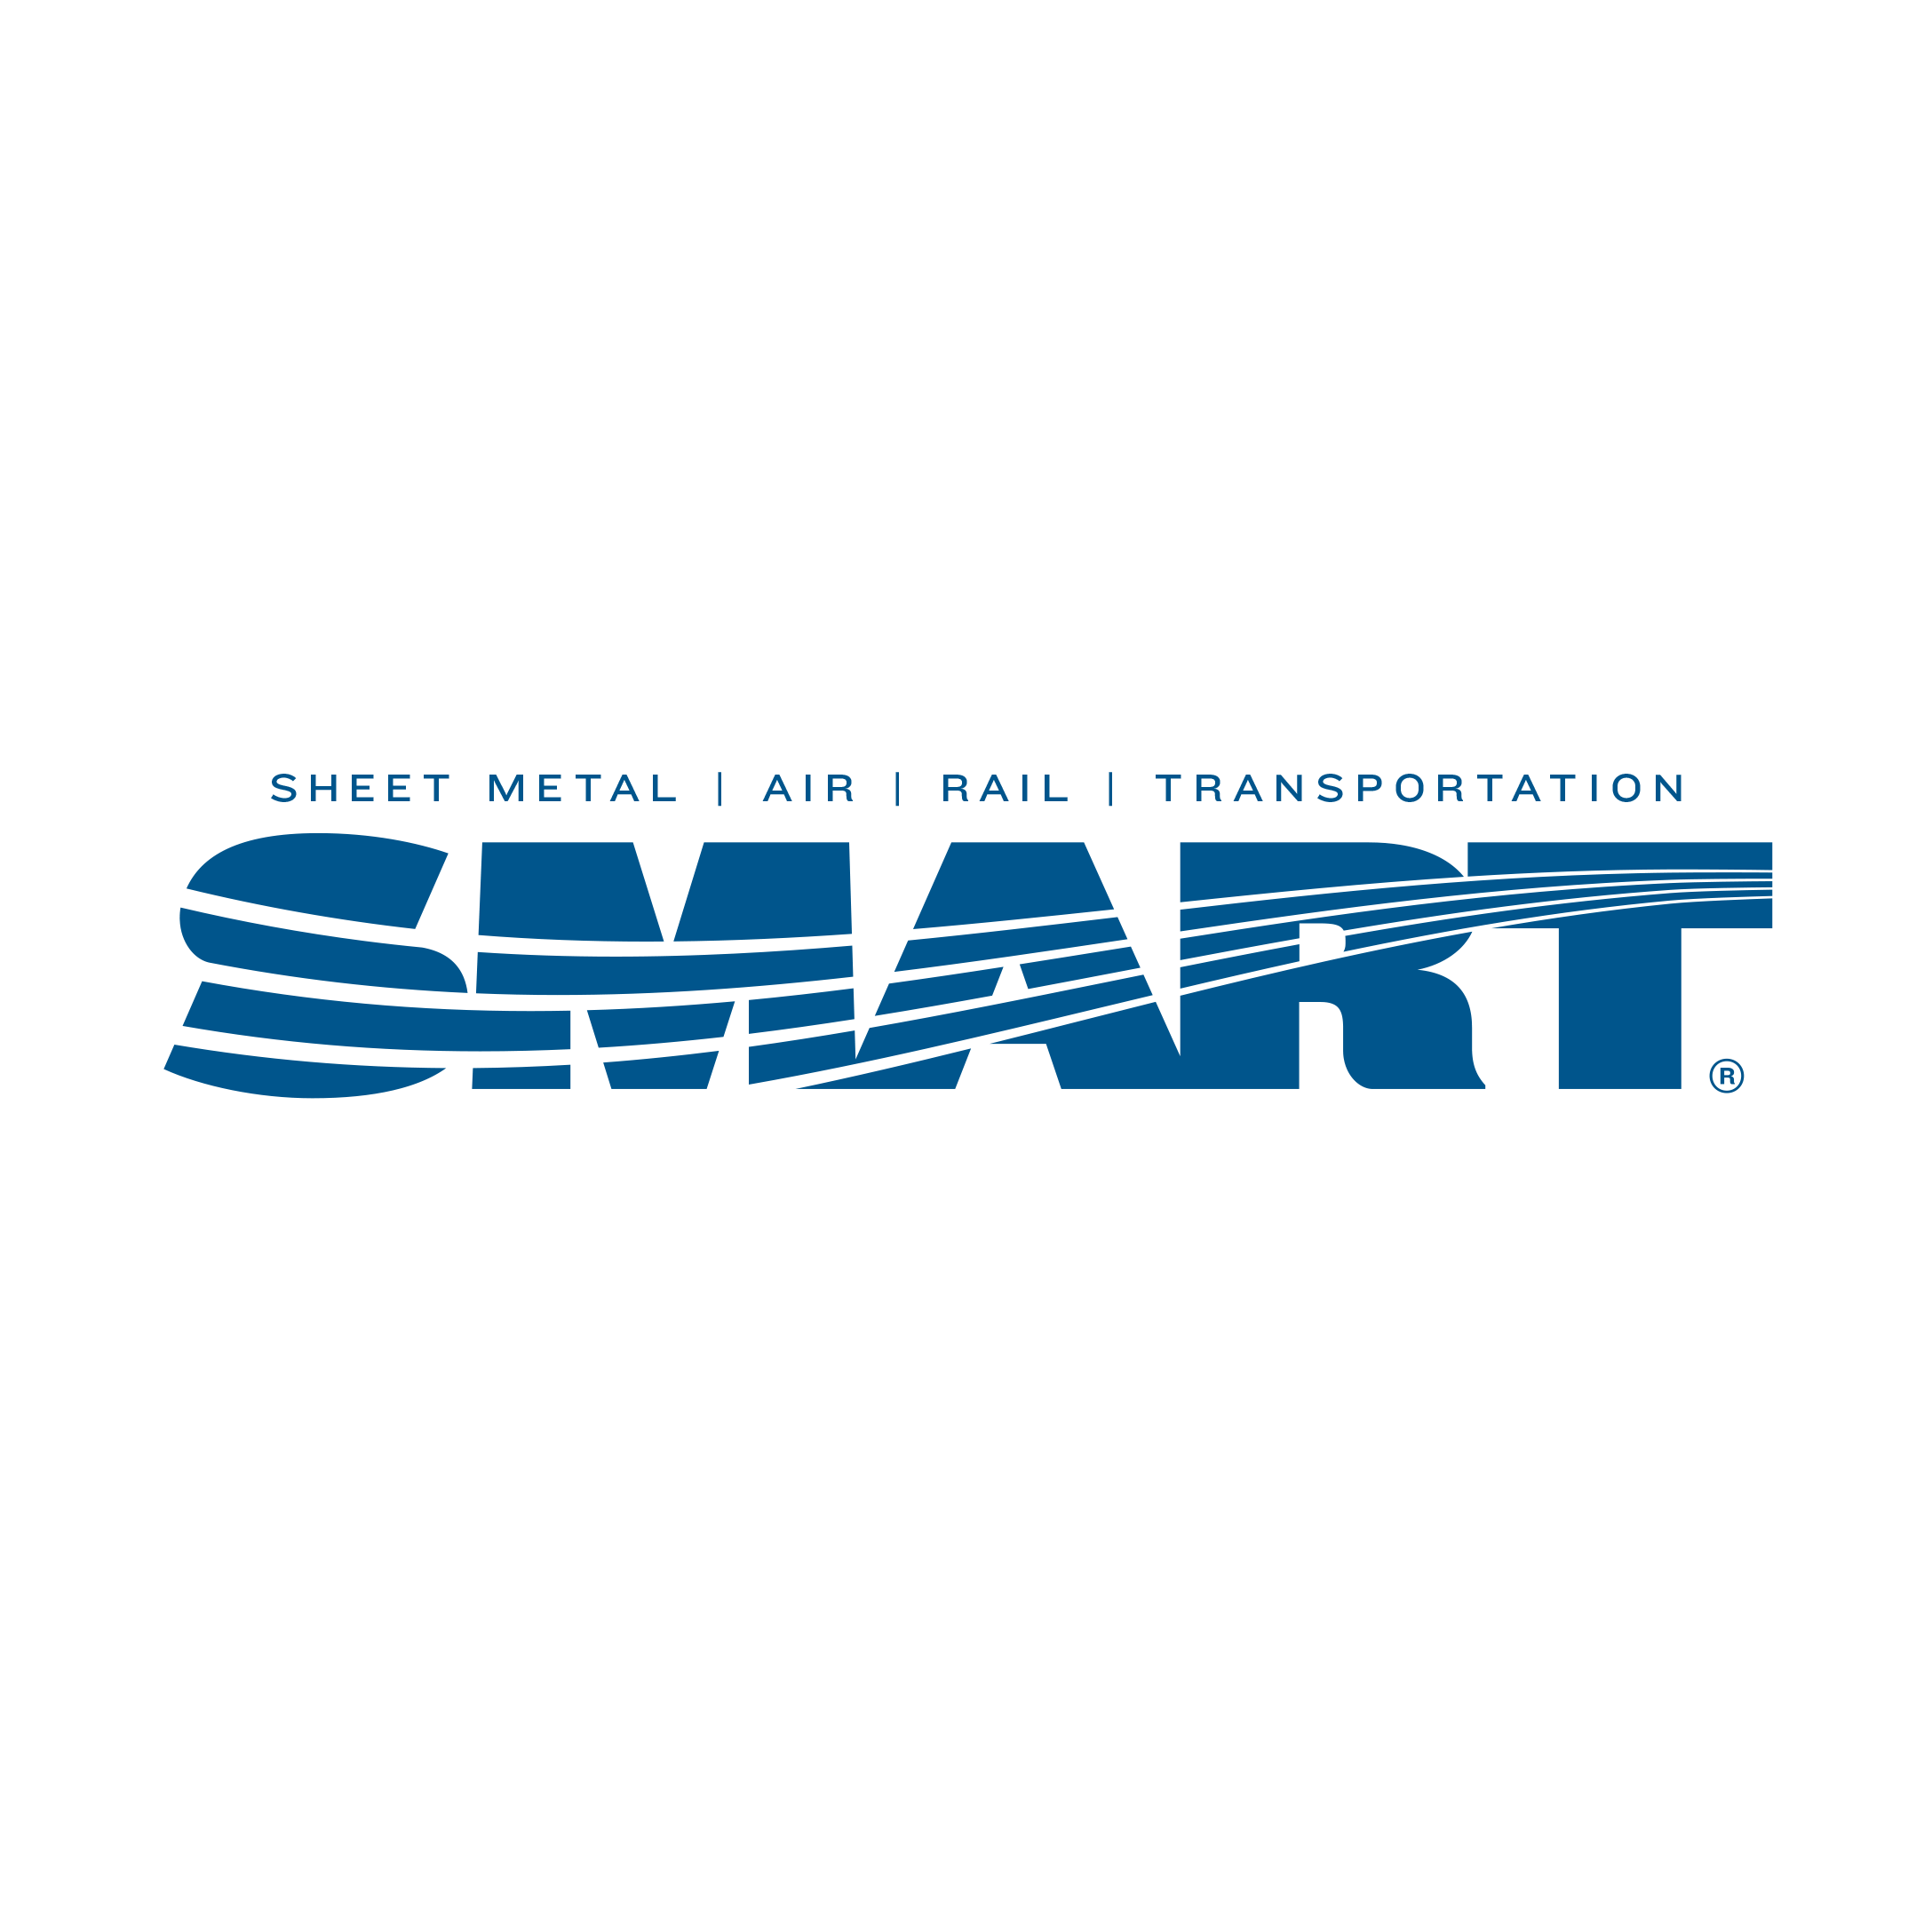 SHEET METAL | AIR | RAIL | TRANSPORTATION
SMART®